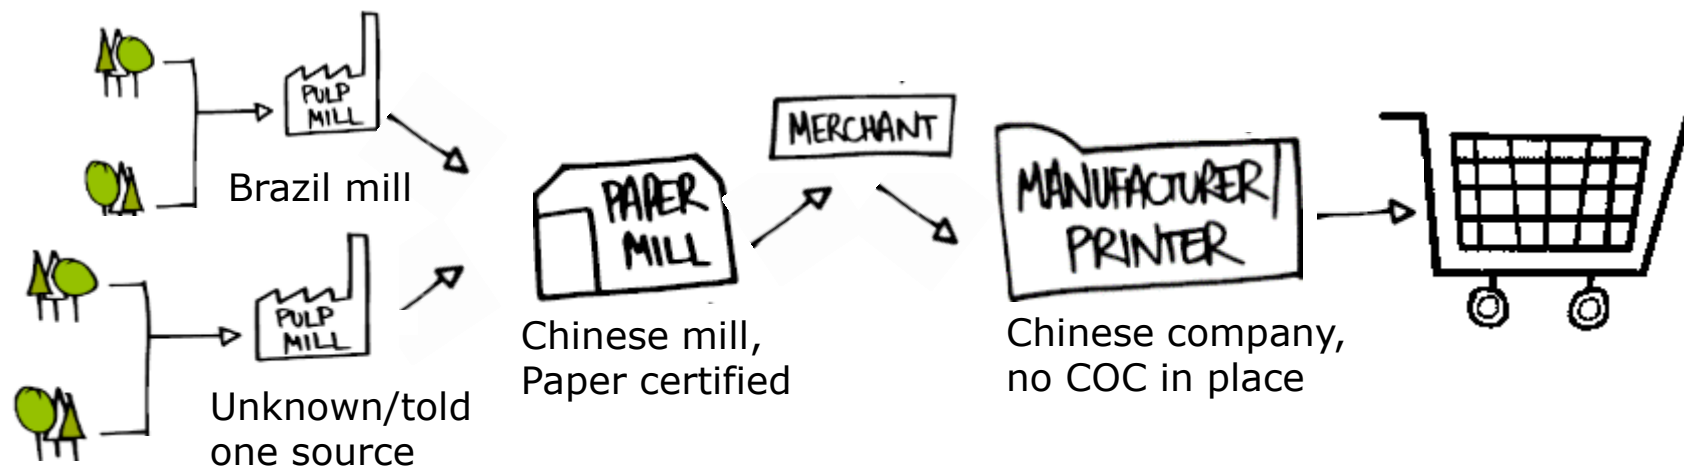 PULP
MILL
Brazil mill
PULP
MILL
Unknown/told
one source
PAPER
MILL
Chinese mill,
Paper certified
MERCHANT
MANUFACTURER/
PRINTER
Chinese company,
no COC in place